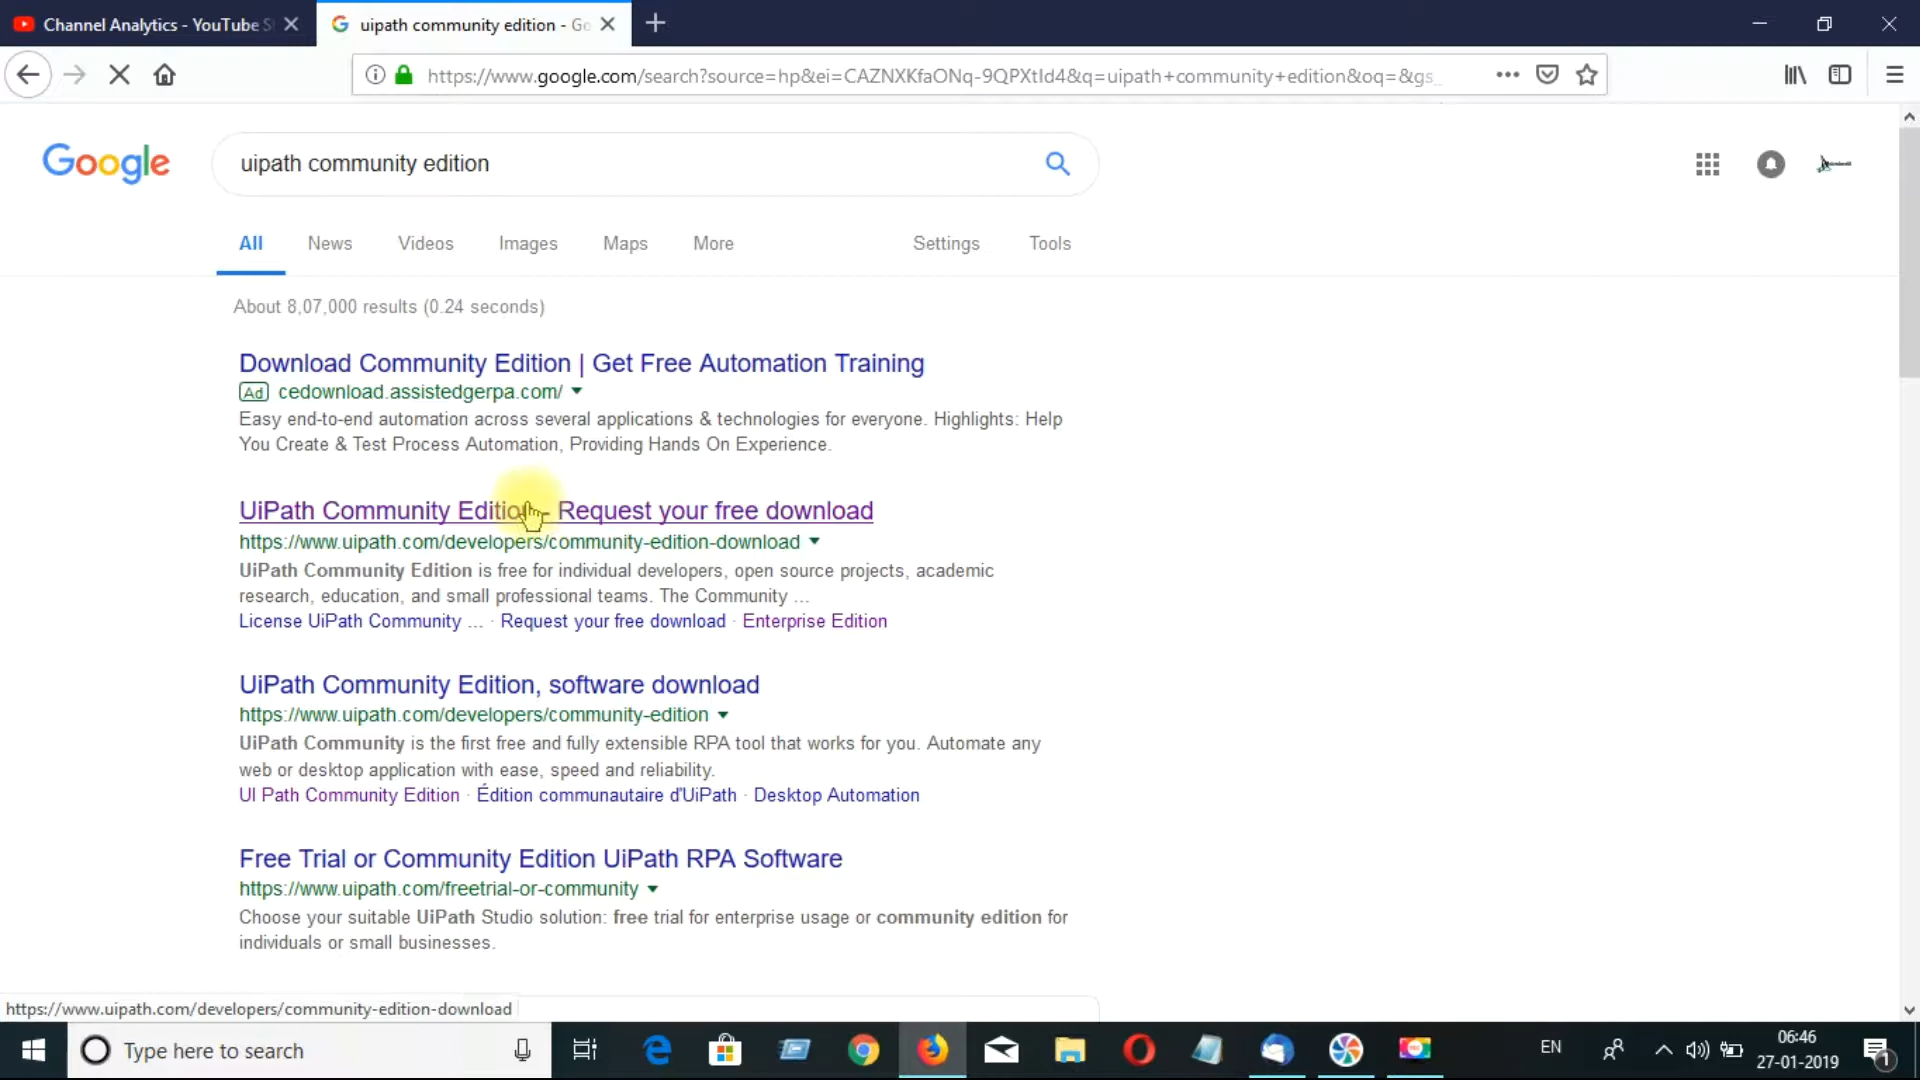 Channel Analytics - YouTube S
uipath community edition - Go
https://www.google.com/search?source=hp&ei=CAZNXKfaONq-9QPXtId4&q=uipath+community+edition&oq=&gs_
Google
uipath community edition
All News Videos Images Maps More Settings Tools
About 8,07,000 results (0.24 seconds)
Download Community Edition | Get Free Automation Training
Ad cedownload.assistedgerpa.com/
Easy end-to-end automation across several applications & technologies for everyone. Highlights: Help
You Create & Test Process Automation, Providing Hands On Experience.
UiPath Community Edition - Request your free download
https://www.uipath.com/developers/community-edition-download
UiPath Community Edition is free for individual developers, open source projects, academic
research, education, and small professional teams. The Community ...
License UiPath Community ... · Request your free download · Enterprise Edition
UiPath Community Edition, software download
https://www.uipath.com/developers/community-edition
UiPath Community is the first free and fully extensible RPA tool that works for you. Automate any
web or desktop application with ease, speed and reliability.
UI Path Community Edition · Édition communautaire d'UiPath · Desktop Automation
Free Trial or Community Edition UiPath RPA Software
https://www.uipath.com/freetrial-or-community
Choose your suitable UiPath Studio solution: free trial for enterprise usage or community edition for
individuals or small businesses.
https://www.uipath.com/developers/community-edition-download
Type here to search
EN
06:46
27-01-2019
1